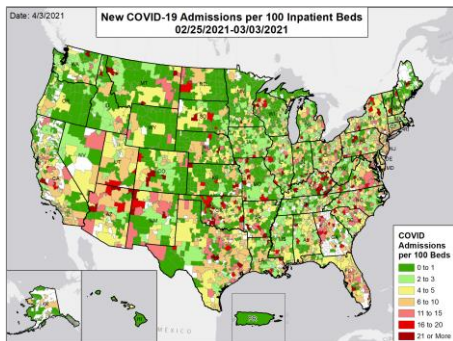 Date: 4/3/2021
New COVID-19 Admissions per 100 Inpatient Beds
02/25/2021-03/03/2021
COVID
Admissions
per 100 Beds
0 to 1
2 to 3
4 to 5
6 to 10
11 to 15
16 to 20
21 or More
MEXICO